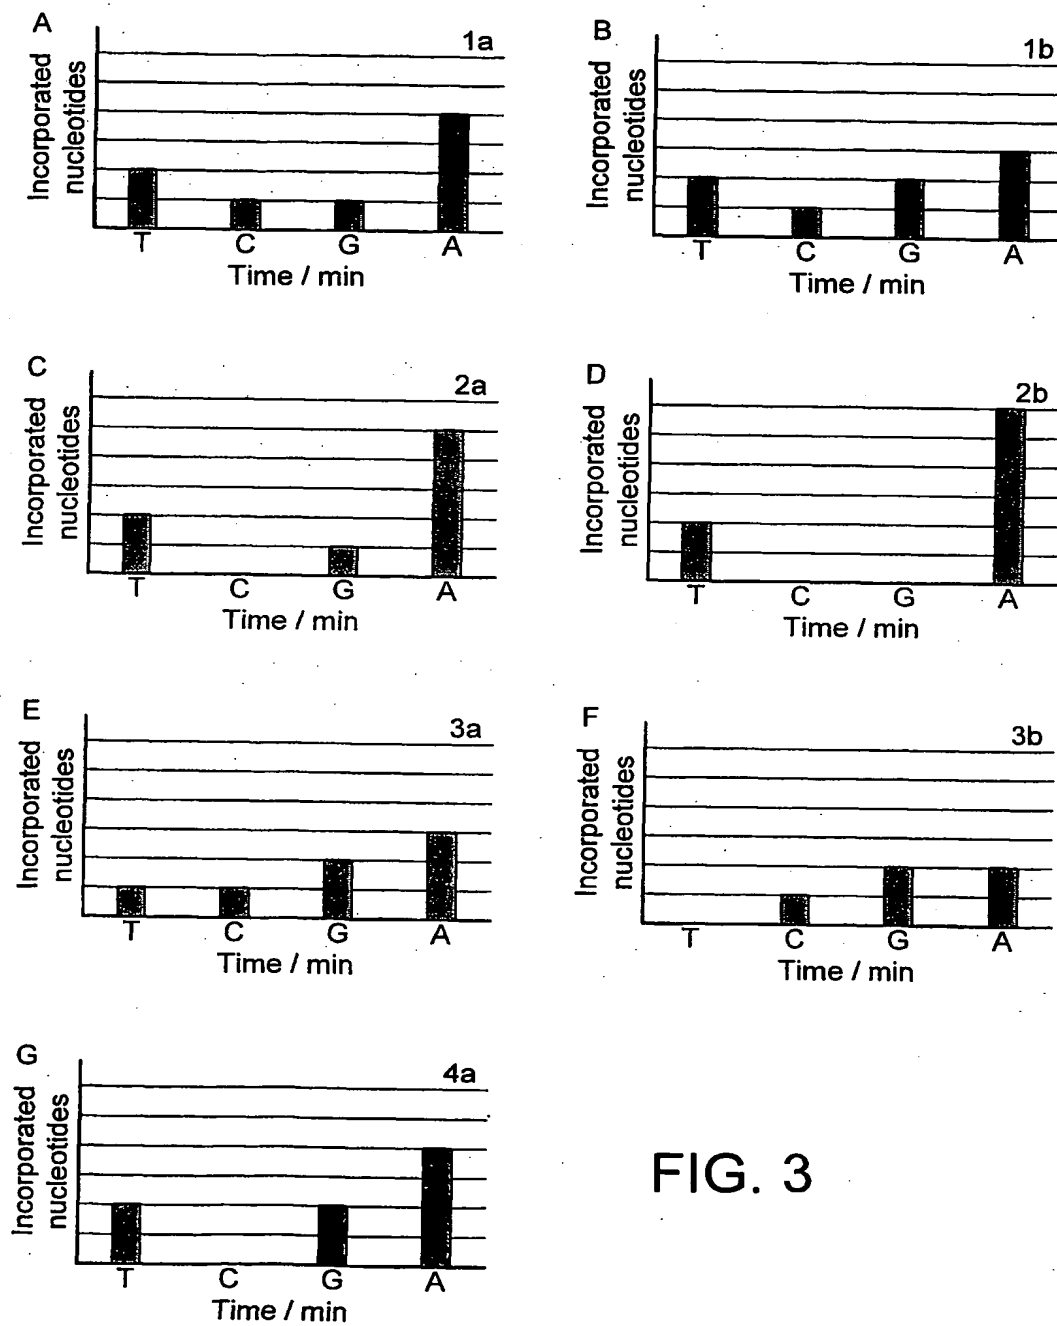 A
1a
Incorporated
nucleotides
T C G A
Time / min
B
1b
Incorporated
nucleotides
T C G A
Time / min
C
2a
Incorporated
nucleotides
T C G A
Time / min
D
2b
Incorporated
nucleotides
T C G A
Time / min
E
3a
Incorporated
nucleotides
T C G A
Time / min
F
3b
Incorporated
nucleotides
T C G A
Time / min
G
4a
Incorporated
nucleotides
T C G A
Time / min
FIG. 3